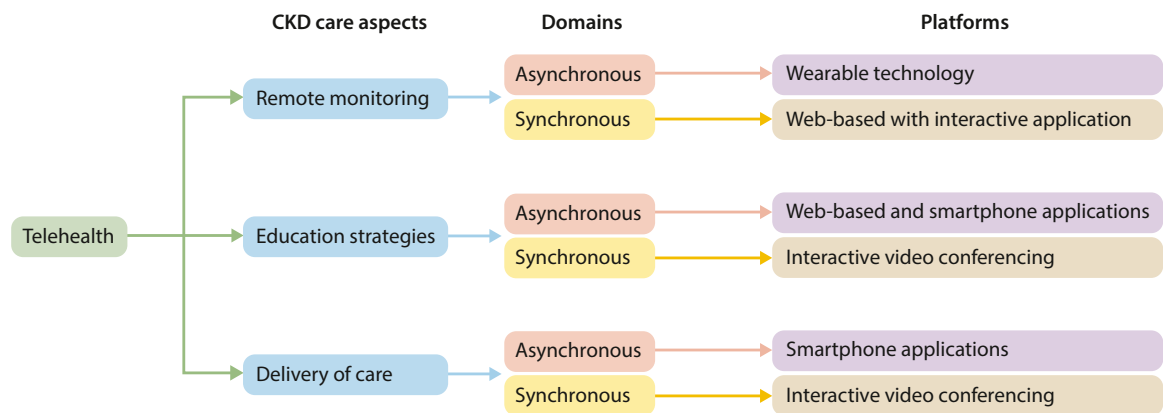 CKD care aspects
Domains
Platforms
Telehealth
Remote monitoring
Asynchronous
Wearable technology
Synchronous
Web-based with interactive application
Education strategies
Asynchronous
Web-based and smartphone applications
Synchronous
Interactive video conferencing
Delivery of care
Asynchronous
Smartphone applications
Synchronous
Interactive video conferencing